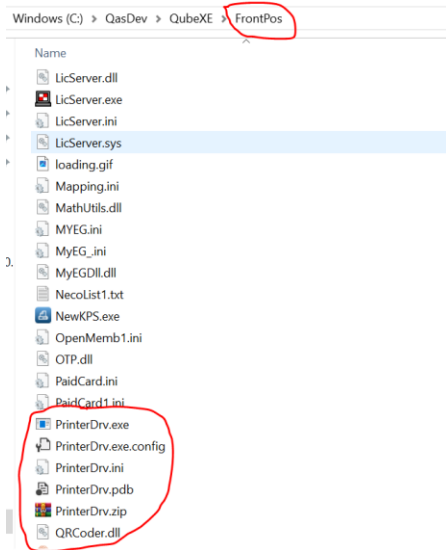 Windows (C:) > QasDev > QubeXE > FrontPos
Name
LicServer.dll
LicServer.exe
LicServer.ini
LicServer.sys
loading.gif
Mapping.ini
MathUtils.dll
MYEG.ini
MyEG_.ini
MyEGDll.dll
0.
NecoList1.txt
NewKPS.exe
OpenMemb1.ini
OTP.dll
PaidCard.ini
PaidCard1.ini
PrinterDrv.exe
PrinterDrv.exe.config
PrinterDrv.ini
PrinterDrv.pdb
PrinterDrv.zip
QRCoder.dll